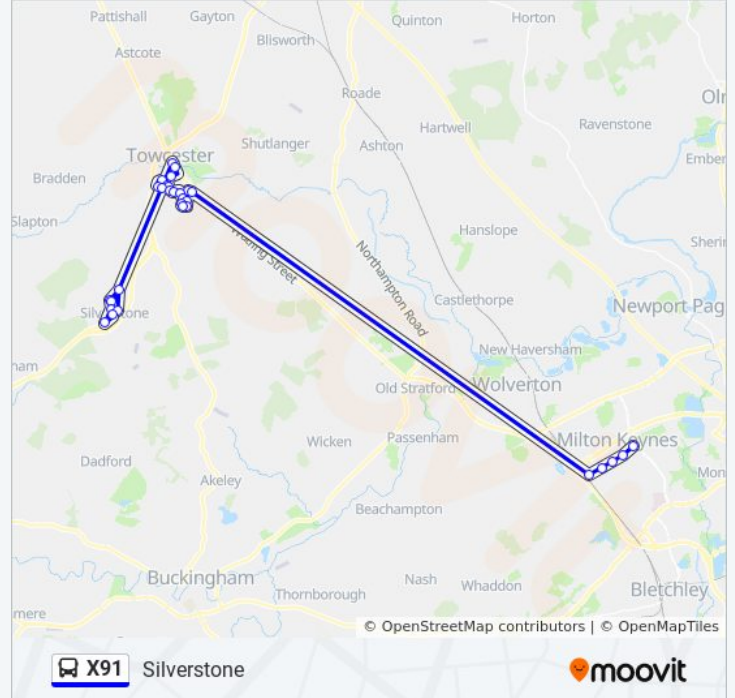 Pattishall
Gayton
Quinton
Horton
Blisworth
Astcote
Roade
Ol
Hartwell
Ravenstone
Shutlanger
Ashton
Towcester
Ember
Bradden
Slapton
Hanslope
Sherin
Watling Street
Northampton Road
Castlethorpe
Newport Pag
Silverstone
ham
New Haversham
Old Stratford
Wolverton
Wicken
Passenham
Milton Keynes
Dadford
Akeley
Mon
Beachampton
Buckingham
Nash
Whaddon
Bletchley
Thornborough
mere
© OpenStreetMap contributors | © OpenMapTiles
X91 Silverstone
moovit